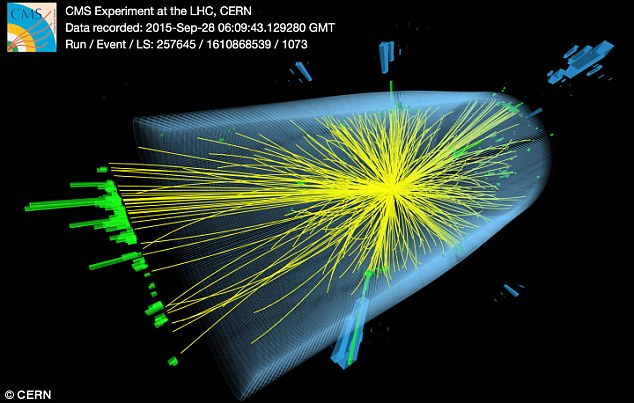 CMS
CMS Experiment at the LHC, CERN
Data recorded: 2015-Sep-28 06:09:43.129280 GMT
Run / Event / LS: 257645 / 1610868539 / 1073
© CERN